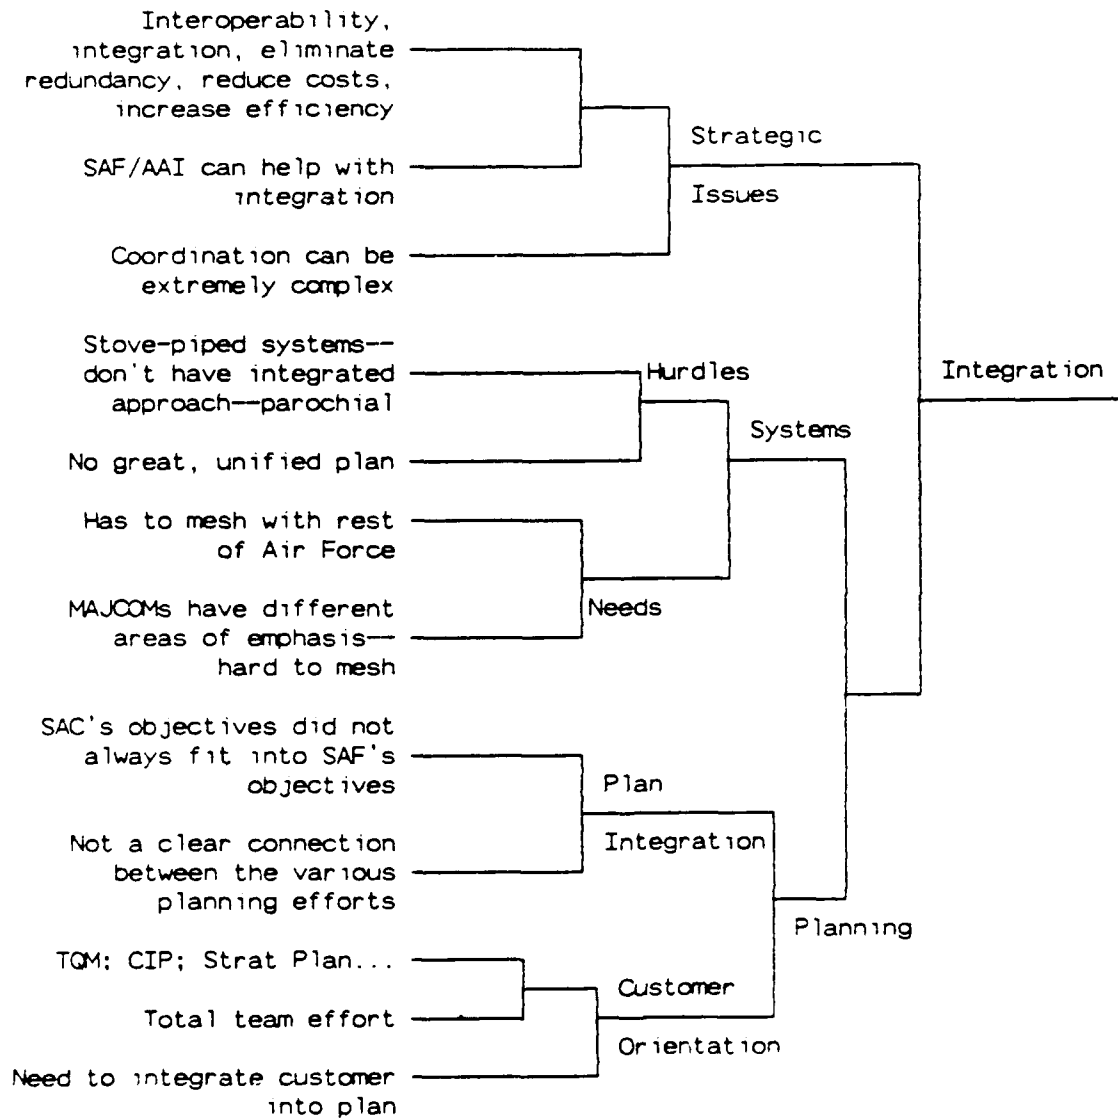 Interoperability,
integration, eliminate
redundancy, reduce costs,
increase efficiency
Strategic
SAF/AAI can help with
integration
Issues
Coordination can be
extremely complex
Stove-piped systems--
don't have integrated
approach--parochial
Hurdles
Integration
Systems
No great, unified plan
Has to mesh with rest
of Air Force
MAJCOMs have different
areas of emphasis--
hard to mesh
Needs
SAC's objectives did not
always fit into SAF's
objectives
Plan
Integration
Not a clear connection
between the various
planning efforts
Planning
TQM; CIP; Strat Plan...
Customer
Total team effort
Orientation
Need to integrate customer
into plan